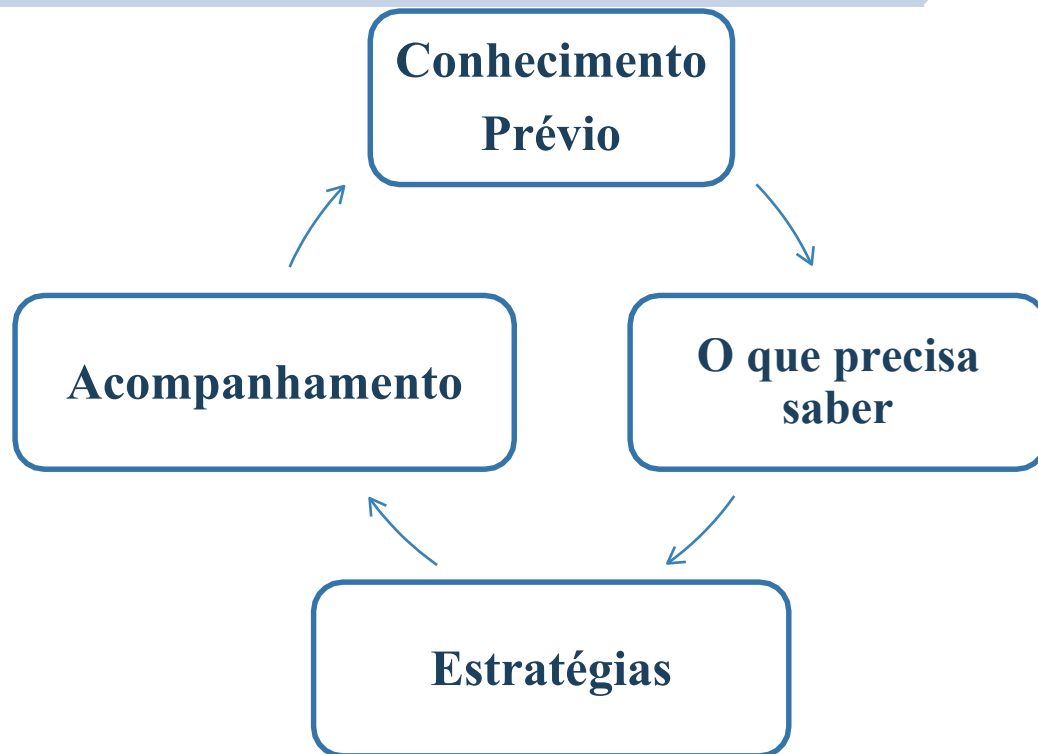 Conhecimento
Prévio
Acompanhamento
O que precisa
saber
Estratégias